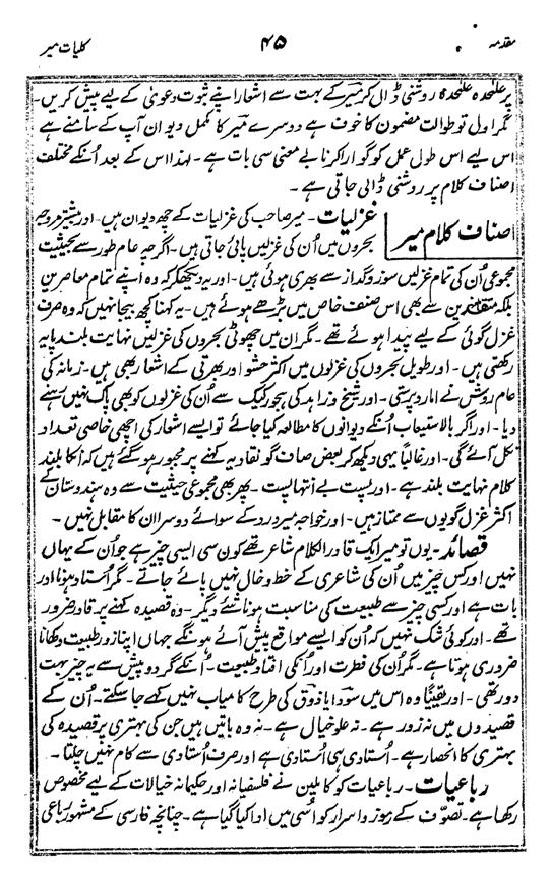 مقدمہ ۴۵ کلیات میر
پر علٰحدہ علٰحدہ روشنی ڈال کر میر کے بہت سے اشعار اپنے ثبوت دعویٰ کے لیے پیش کریں۔
مگر اول تو طوالت مضمون کا خوف ہے دوسرے میر کا مکمل دیوان آپ کے سامنے ہے
اس لیے اس طول عمل کو گوارا کرنا بے معنی سی بات ہے۔ لہذا اس کے بعد اُنکے مختلف
اصناف کلام پر روشنی ڈالی جاتی ہے۔
اصناف کلام میر
غزلیات۔ میر صاحب کی غزلیات کے چھ دیوان ہیں۔ اور بیشتر مروجہ
بحروں میں اُن کی غزلیں پائی جاتی ہیں۔ اگرچہ عام طور سے بحیثیت
مجموعی اُن کی تمام غزلیں سوز و گداز سے بھری ہوئی ہیں۔ اور یہ دیکھکر کہ وہ اپنے تمام معاصرین
بلکہ متقدمین سے بھی اس صنف خاص میں بڑھے ہوئے ہیں۔ یہ کہنا کچھ بیجا نہیں کہ وہ صرف
غزل گوئی کے لیے پیدا ہوئے تھے۔ مگر ان میں چھوٹی بحروں کی غزلیں نہایت بلند پایہ
رکھتی ہیں۔ اور طویل بحروں کی غزلوں میں اکثر حشو اور بھرتی کے اشعار بھی ہیں۔ زمانہ کی
عام روش نے امارد پرستی۔ اور شیخ و زاہد کی ہجو رکیک سے اُن کی غزلوں کو بھی پاک نہیں رہنے
دیا۔ اور اگر بالاستیعاب اُنکے دیوانوں کا مطالعہ کیا جائے تو ایسے اشعار کی اچھی خاصی تعداد
نکل آئے گی۔ اور غالباً یہی دیکھ کر بعض صاف گو نقاد یہ کہنے پر مجبور ہو گئے ہیں کہ اُنکا بلند
کلام نہایت بلند ہے۔ اور پست بے انتہا پست۔ پھر بھی مجموعی حیثیت سے وہ ہندوستان کے
اکثر غزل گویوں سے ممتاز ہیں۔ اور خواجہ میر درد کے سوائے دوسرا ان کا مقابل نہیں۔
قصائد۔ یوں تو میر ایک قادر الکلام شاعر تھے کون سی ایسی چیز ہے جو اُن کے یہاں
نہیں اور کس چیز میں اُن کی شاعری کے خط و خال نہیں پائے جاتے۔ مگر اُستاد ہونا اور
بات ہے اور کسی چیز سے طبیعت کی مناسبت ہونا شئے دیگر۔ وہ قصیدہ کہنے پر قادر ضرور
تھے۔ اور کوئی شک نہیں کہ اُن کو ایسے مواقع پیش آئے ہونگے جہاں اپنا زور طبیعت دکھانا
ضروری ہوتا ہے۔ مگر اُن کی فطرت اور اُنکی افتاد طبیعت۔ اُنکے گرد و پیش سے یہ چیز بہت
دور تھی۔ اور یقیناً وہ اس میں سودا یا ذوق کی طرح کامیاب نہیں کہے جا سکتے۔ اُن کے
قصیدوں میں نہ زور ہے۔ نہ علو خیال ہے۔ نہ وہ باتیں ہیں جن کی بہتری پر قصیدہ کی
بہتری کا انحصار ہے۔ اُستادی ہی اُستادی ہے اور صرف اُستادی سے کام نہیں چلتا۔
رباعیات۔ رباعیات کو کاملین نے فلسفیانہ اور حکیمانہ خیالات کے لیے مخصوص
رکھا ہے۔ تصوّف کے رموز و اسرار کو اُسی میں ادا کیا گیا ہے۔ چنانچہ فارسی کے مشہور رباعی